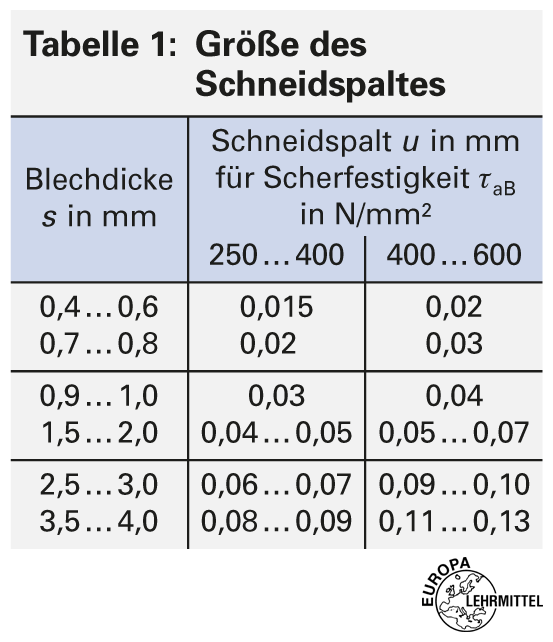 Tabelle 1: Größe des
Schneidspaltes
Blechdicke
s in mm
Schneidspalt u in mm
für Scherfestigkeit τaB
in N/mm²
250 … 400 400 … 600
0,4 … 0,6 0,015 0,02
0,7 … 0,8 0,02 0,03
0,9 … 1,0 0,03 0,04
1,5 … 2,0 0,04 … 0,05 0,05 … 0,07
2,5 … 3,0 0,06 … 0,07 0,09 … 0,10
3,5 … 4,0 0,08 … 0,09 0,11 … 0,13
EUROPA
LEHRMITTEL